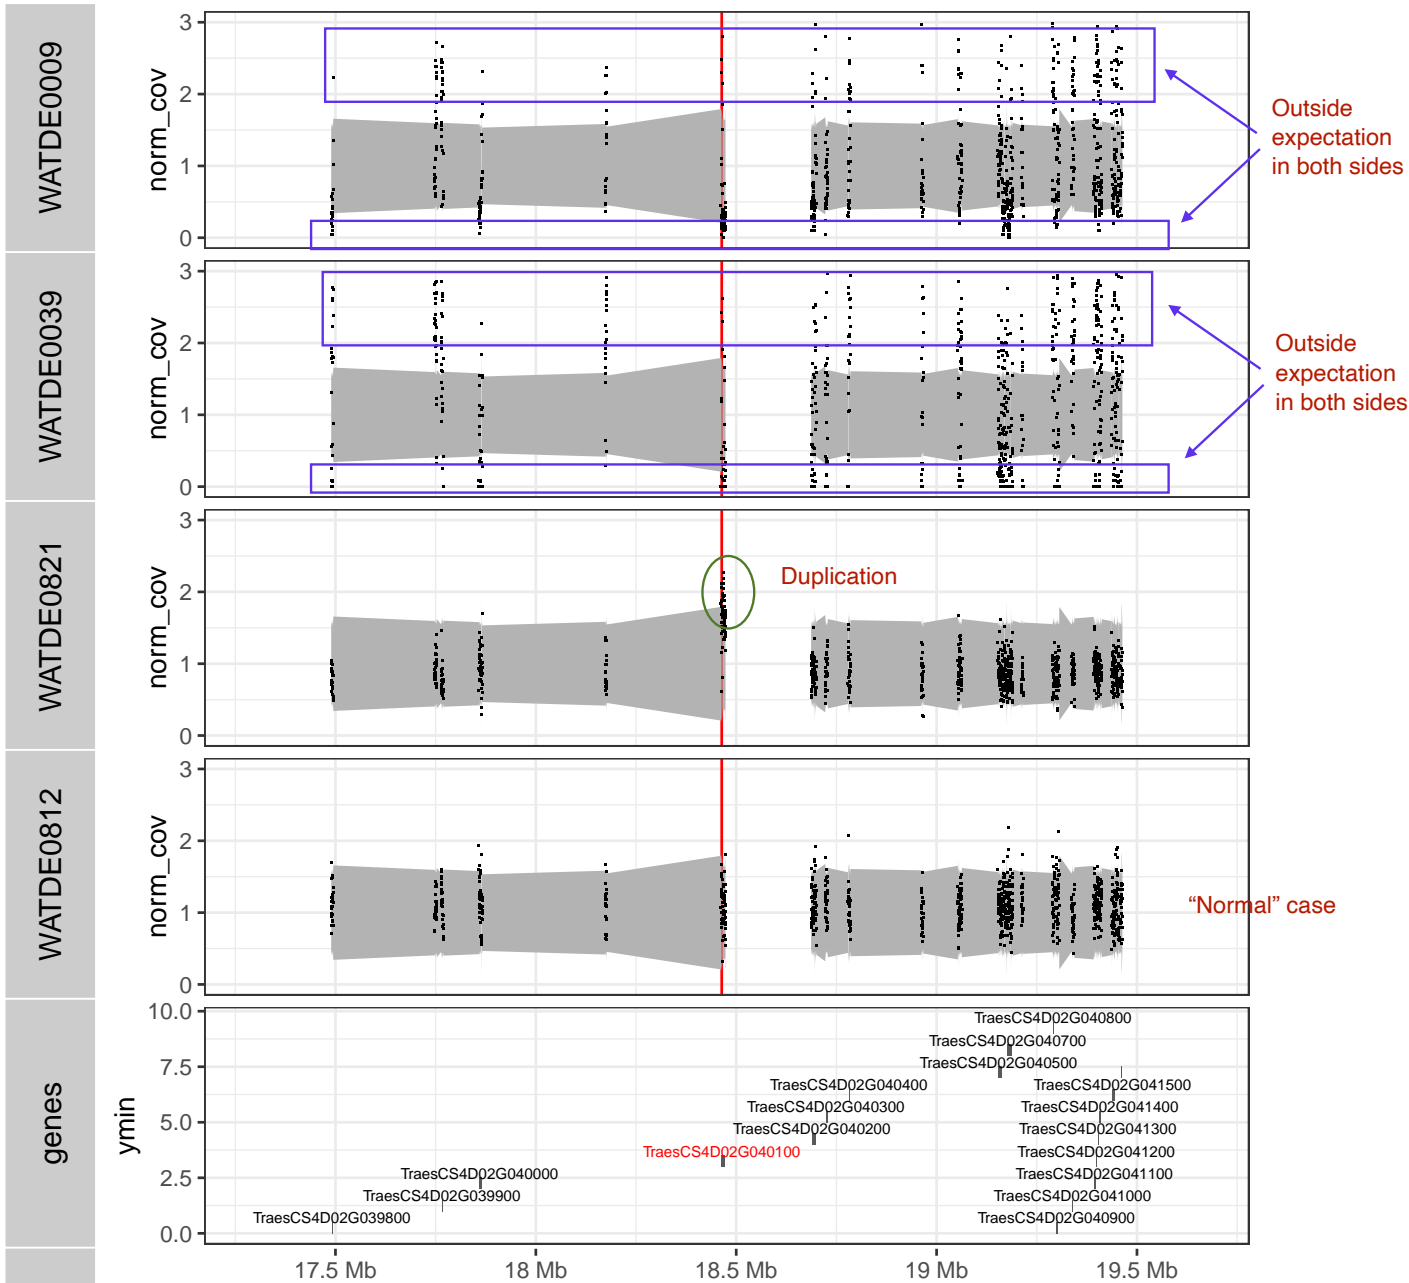 WATDE0009
norm_cov
3
2
1
0
Outside
expectation
in both sides
WATDE0039
norm_cov
3
2
1
0
Outside
expectation
in both sides
WATDE0821
norm_cov
3
2
1
0
Duplication
WATDE0812
norm_cov
3
2
1
0
“Normal” case
genes
ymin
10.0
7.5
5.0
2.5
0.0
TraesCS4D02G040800
TraesCS4D02G040700
TraesCS4D02G040500
TraesCS4D02G040400
TraesCS4D02G041500
TraesCS4D02G040300
TraesCS4D02G041400
TraesCS4D02G040200
TraesCS4D02G041300
TraesCS4D02G040100
TraesCS4D02G041200
TraesCS4D02G040000
TraesCS4D02G041100
TraesCS4D02G039900
TraesCS4D02G041000
TraesCS4D02G039800
TraesCS4D02G040900
17.5 Mb
18 Mb
18.5 Mb
19 Mb
19.5 Mb